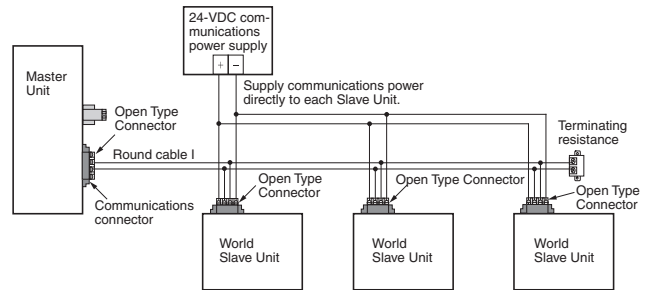 24-VDC com-
munications
power supply
+ −
Supply communications power
directly to each Slave Unit.
Master
Unit
Open Type
Connector
Terminating
resistance
Round cable I
Communications
connector
Open Type
Connector
Open Type Connector
Open Type
Connector
World
Slave Unit
World
Slave Unit
World
Slave Unit